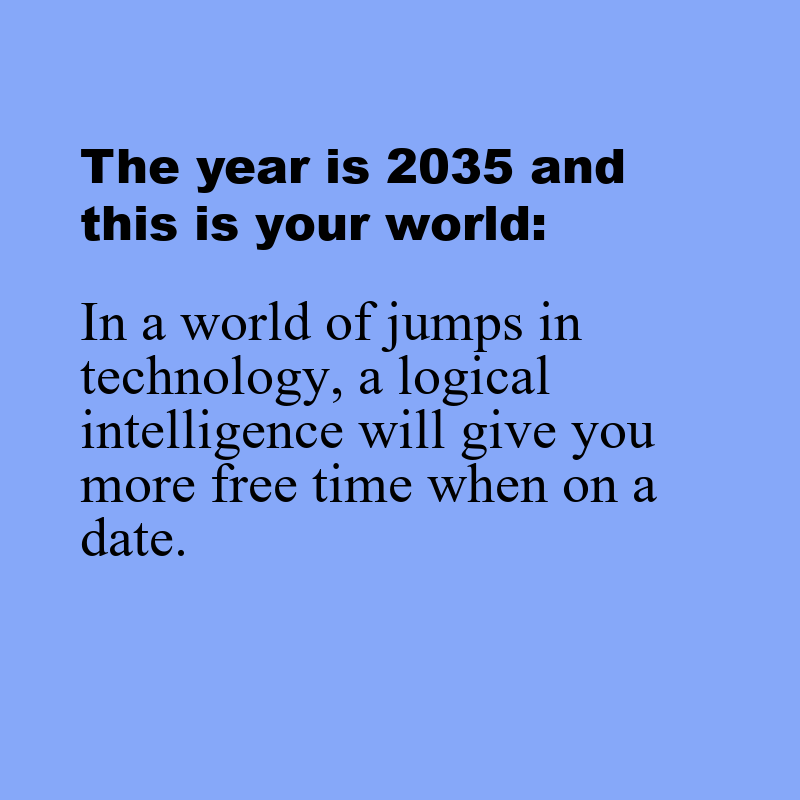 The year is 2035 and
this is your world:
In a world of jumps in
technology, a logical
intelligence will give you
more free time when on a
date.